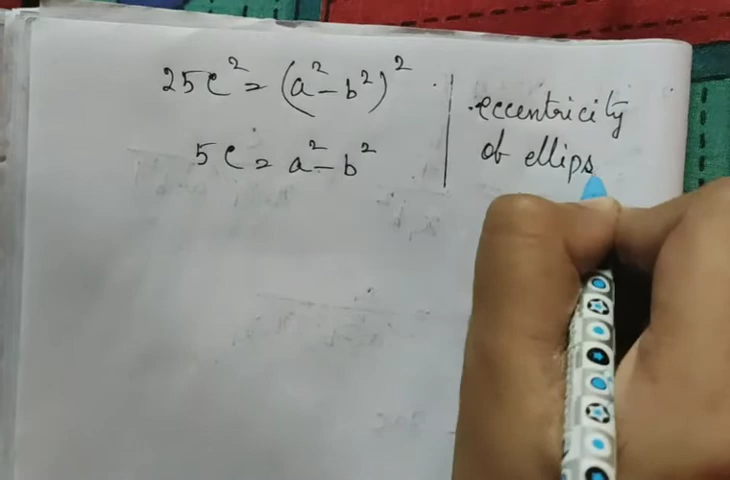 25c² = (a² - b²)²
5c = a² - b²
eccentricity
of ellips